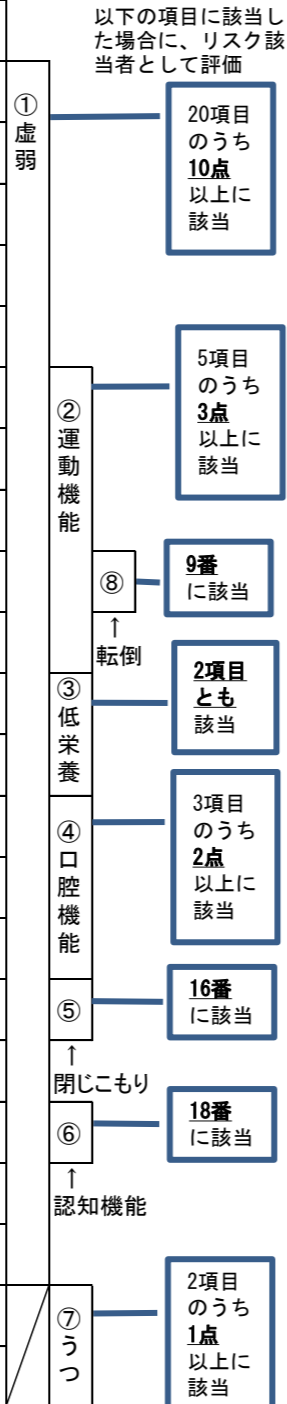 以下の項目に該当し
た場合に、リスク該
当者として評価
①虚弱
20項目
のうち
10点
以上に
該当
②運動機能
5項目
のうち
3点
以上に
該当
⑧
↑
転倒
9番
に該当
③低栄養
2項目
とも
該当
④口腔機能
3項目
のうち
2点
以上に
該当
⑤
↑
閉じこもり
16番
に該当
⑥
↑
認知機能
18番
に該当
⑦うつ
2項目
のうち
1点
以上に
該当